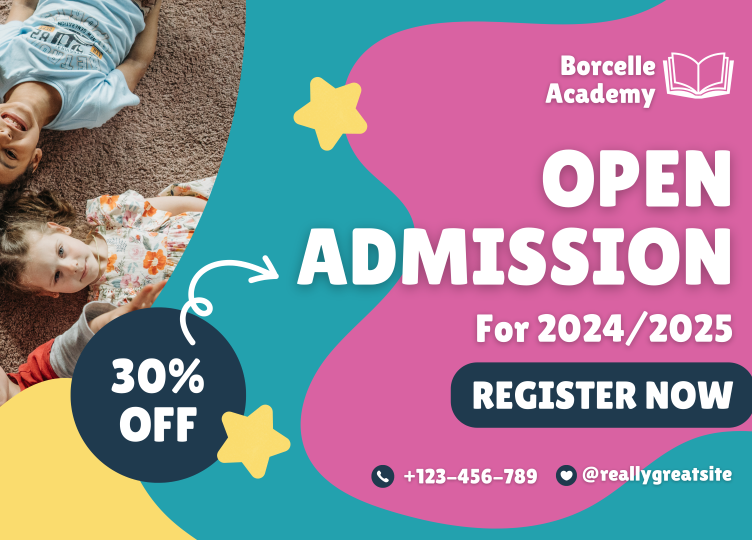 Borcelle
Academy
OPEN
ADMISSION
For 2024/2025
REGISTER NOW
30%
OFF
+123-456-789
@reallygreatsite